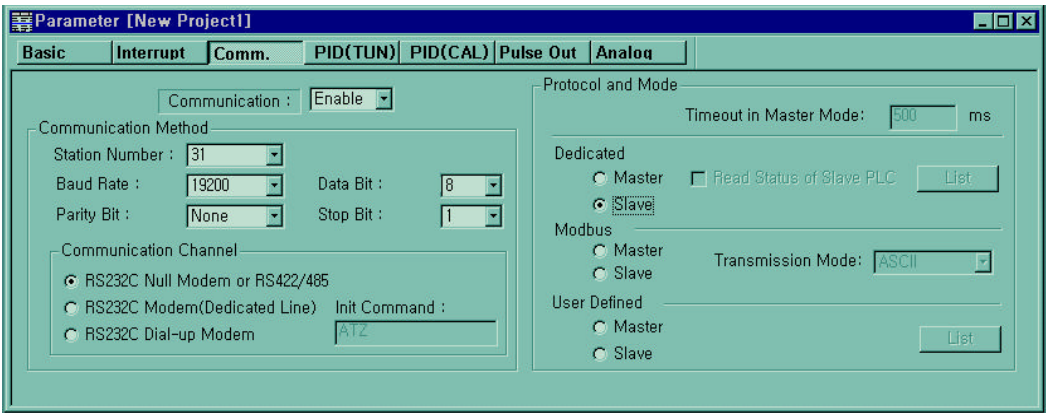 Parameter [New Project1]
Basic Interrupt Comm. PID(TUN) PID(CAL) Pulse Out Analog
Communication : Enable
Communication Method
Station Number : 31
Baud Rate : 19200 Data Bit : 8
Parity Bit : None Stop Bit : 1
Communication Channel
RS232C Null Modem or RS422/485
RS232C Modem(Dedicated Line) Init Command :
RS232C Dial-up Modem ATZ
Protocol and Mode
Timeout in Master Mode: 500 ms
Dedicated
Master Read Status of Slave PLC List
Slave
Modbus
Master
Slave Transmission Mode: ASCII
User Defined
Master
Slave List